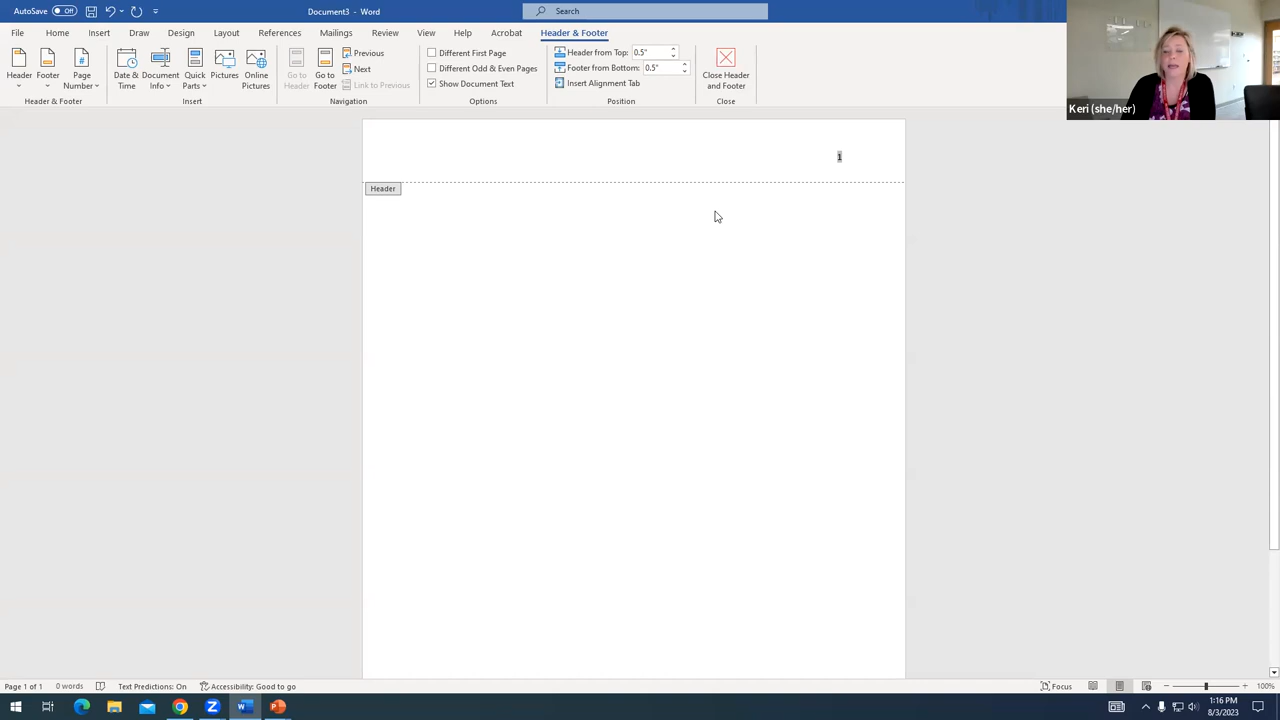 AutoSave Off Document3 - Word Search
File Home Insert Draw Design Layout References Mailings Review View Help Acrobat Header & Footer
Header Footer Page Number
Header & Footer
Date & Time Document Info Quick Parts Pictures Online Pictures
Insert
Go to Header Go to Footer
Previous
Next
Link to Previous
Navigation
Different First Page
Different Odd & Even Pages
Show Document Text
Options
Header from Top: 0.5"
Footer from Bottom: 0.5"
Insert Alignment Tab
Position
Close Header and Footer
Close
Keri (she/her)
1
Header
Page 1 of 1 0 words Text Predictions: On Accessibility: Good to go Focus 100%
1:16 PM
8/3/2023